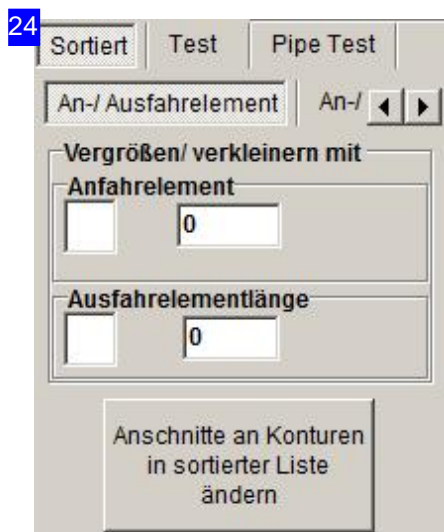 24
Sortiert Test Pipe Test
An-/ Ausfahrelement An-/
Vergrößen/ verkleinern mit
Anfahrelement
0
Ausfahrelementlänge
0
Anschnitte an Konturen
in sortierter Liste
ändern